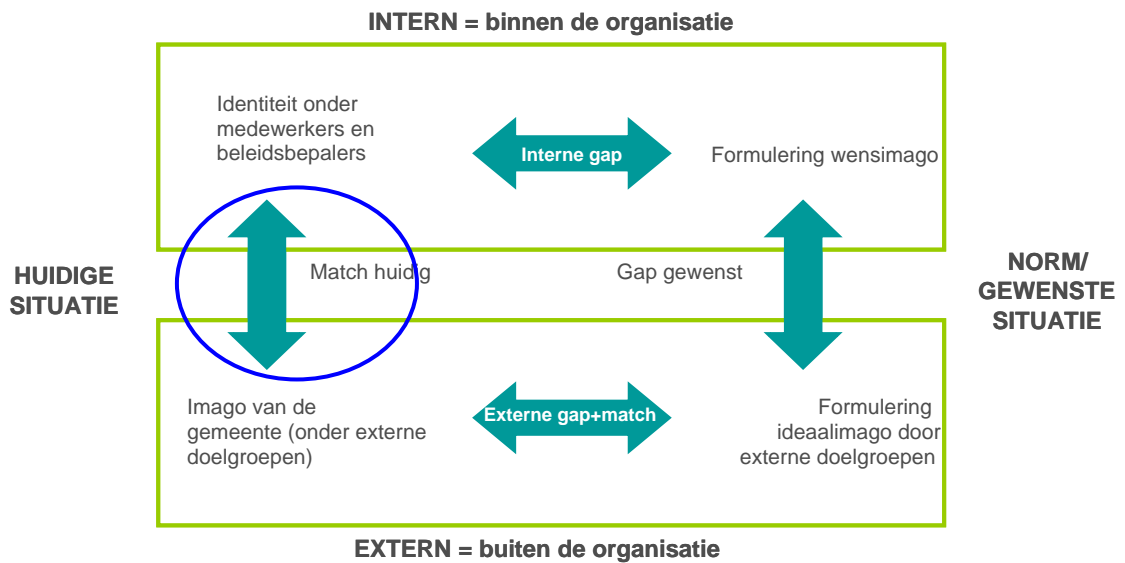 INTERN = binnen de organisatie
Identiteit onder
medewerkers en
beleidsbepalers
Interne gap
Formulering wensimago
HUIDIGE
SITUATIE
Match huidig
Gap gewenst
NORM/
GEWENSTE
SITUATIE
Imago van de
gemeente (onder externe
doelgroepen)
Externe gap+match
Formulering
ideaalimago door
externe doelgroepen
EXTERN = buiten de organisatie